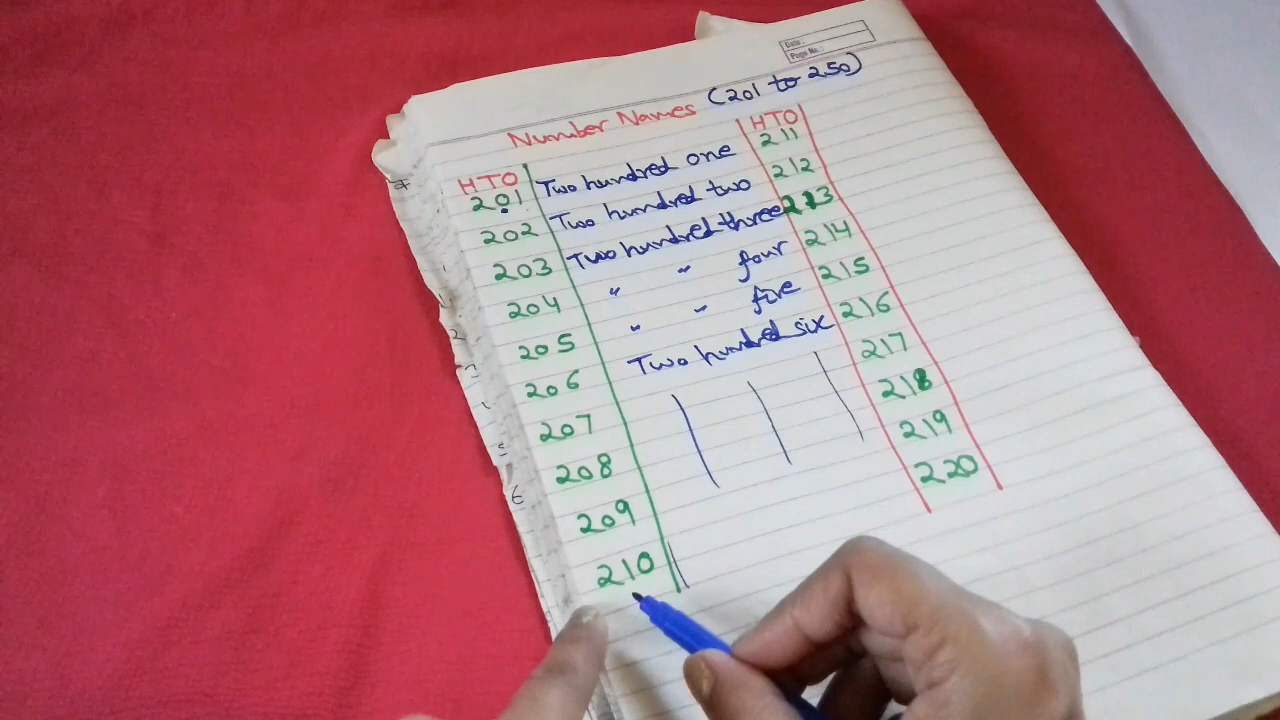 Date :
Page No. :
Number Names (201 to 250)
HTO
201 Two hundred one
202 Two hundred two
203 Two hundred three
204 " " four
205 " " five
206 Two hundred six
207
208
209
210
HTO
211
212
213
214
215
216
217
218
219
220